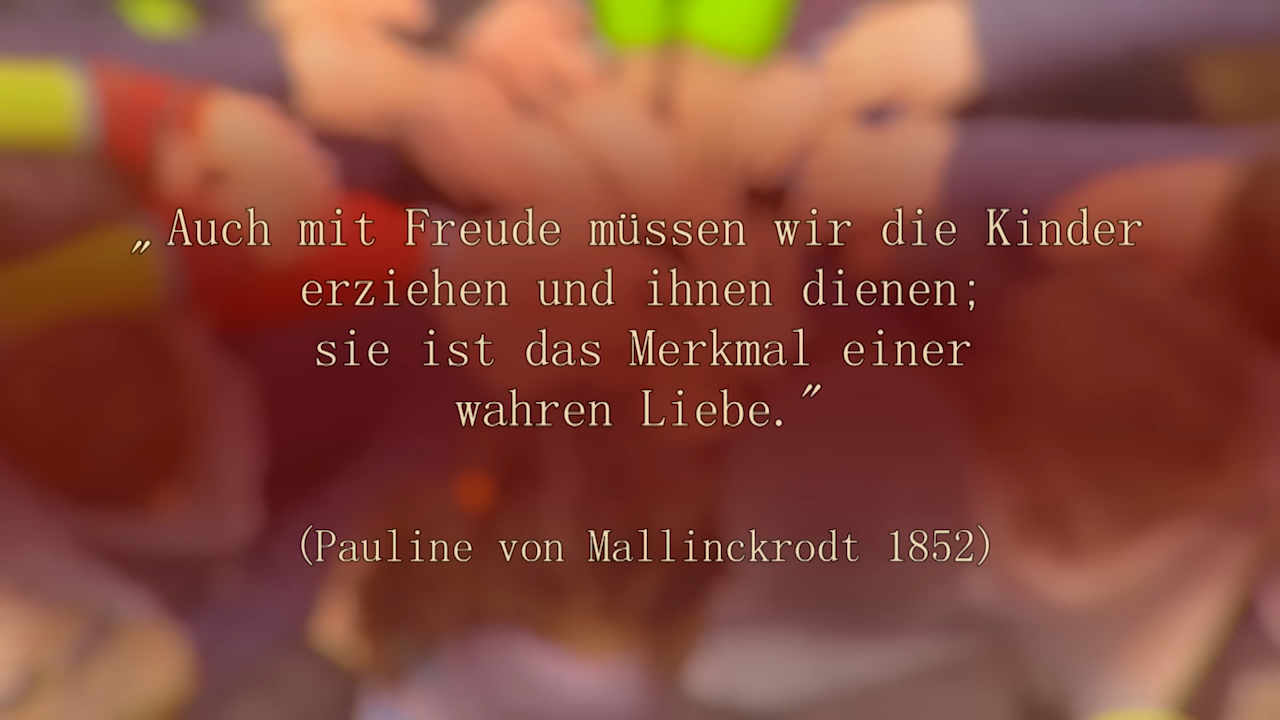 „Auch mit Freude müssen wir die Kinder
erziehen und ihnen dienen;
sie ist das Merkmal einer
wahren Liebe.”
(Pauline von Mallinckrodt 1852)